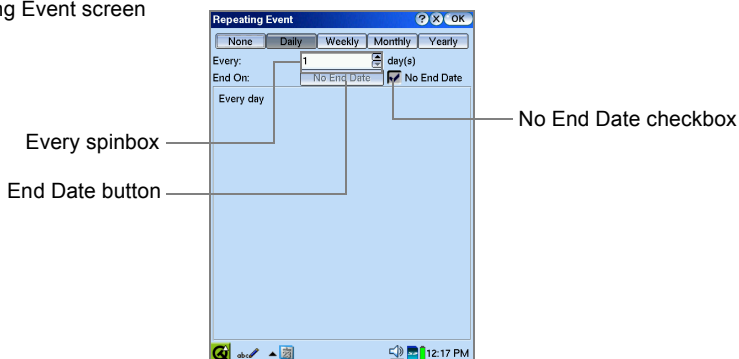 ng Event screen
Repeating Event ? × OK
None Daily Weekly Monthly Yearly
Every: 1 day(s)
End On: No End Date No End Date
Every day
No End Date checkbox
Every spinbox
End Date button
abc 12:17 PM